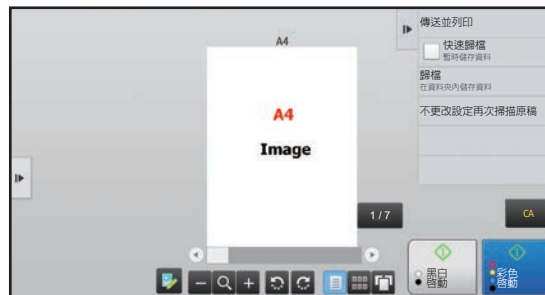 A4
A4
Image
1 / 7
傳送並列印
快速歸檔
暫時儲存資料
歸檔
在資料夾內儲存資料
不更改設定再次掃描原稿
CA
黑白
啓動
彩色
啓動